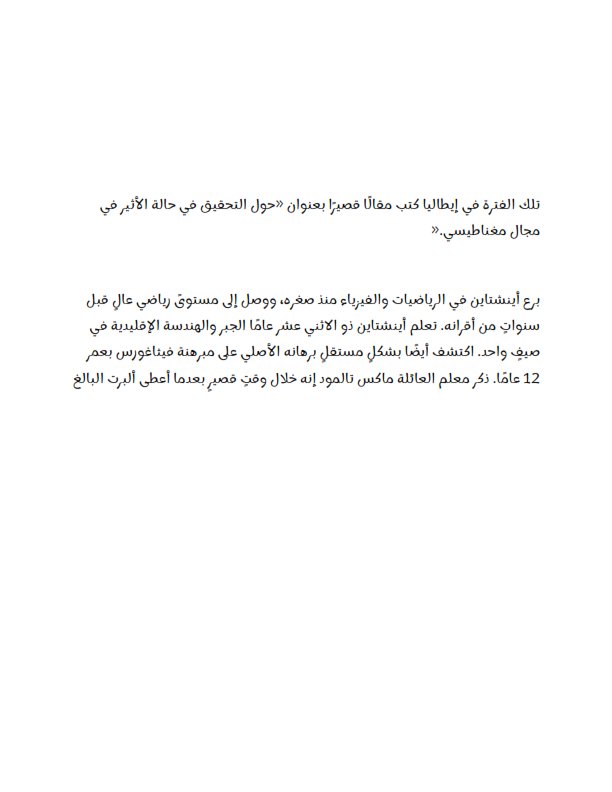 تلك الفترة في إيطاليا كتب مقالًا قصيرًا بعنوان «حول التحقيق في حالة الأثير في
مجال مغناطيسي.«
برع أينشتاين في الرياضيات والفيزياء منذ صغره، ووصل إلى مستوىً رياضي عالٍ قبل
سنواتٍ من أقرانه. تعلم أينشتاين ذو الاثني عشر عامًا الجبر والهندسة الإقليدية في
صيفٍ واحد. اكتشف أيضًا بشكلٍ مستقلٍ برهانه الأصلي على مبرهنة فيثاغورس بعمر
12 عامًا. ذكر معلم العائلة ماكس تالمود إنه خلال وقتٍ قصيرٍ بعدما أعطى ألبرت البالغ